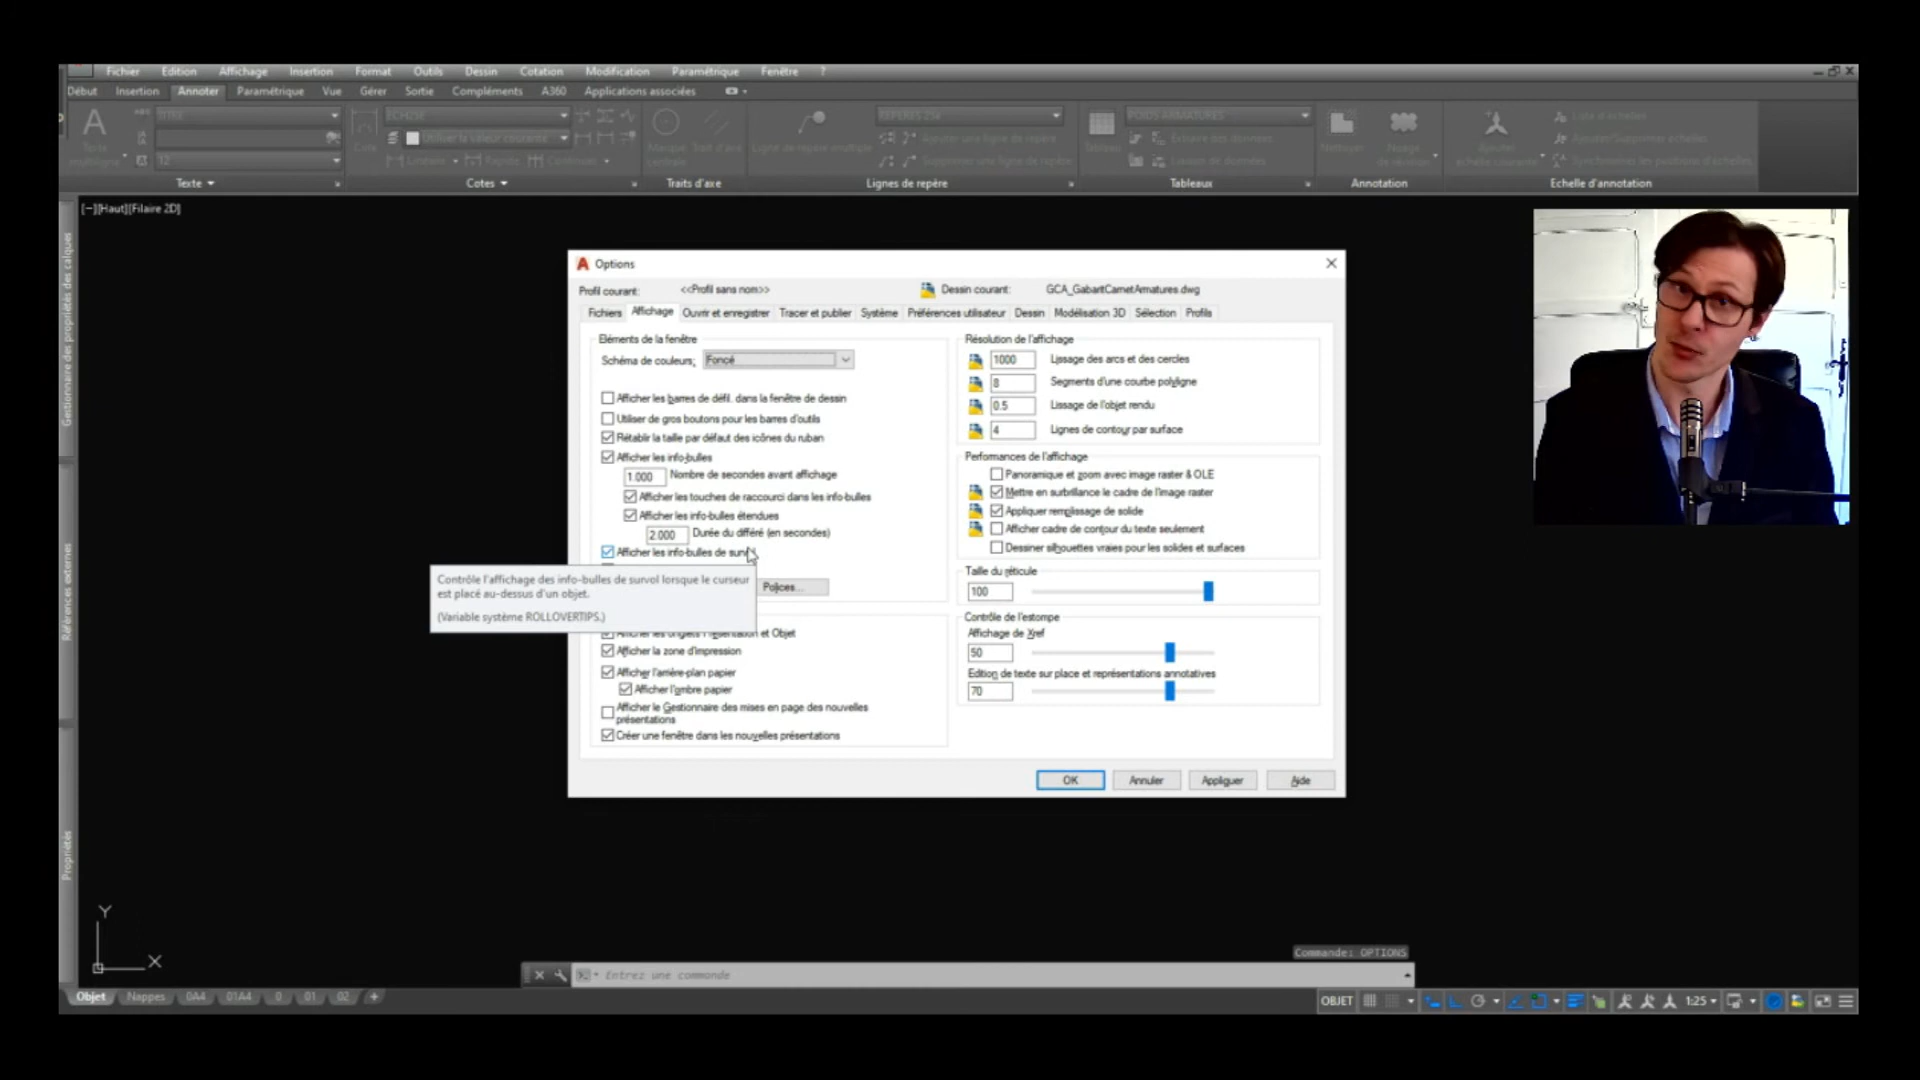 Fichier Edition Affichage Insertion Format Outils Dessin Cotation Modification Paramétrique Fenêtre ?
Début Insertion Annoter Paramétrique Vue Gérer Sortie Compléments A360 Applications associées
Texte Cotes Traits d'axe Lignes de repère Tableaux Annotation Echelle d'annotation
[−][Haut][Filaire 2D]
Gestionnaire des propriétés des calques
Références externes
Propriétés
Options
Profil courant: <<Profil sans nom>> Dessin courant: GCA_GabaritCarnetArmatures.dwg
Fichiers Affichage Ouvrir et enregistrer Tracer et publier Système Préférences utilisateur Dessin Modélisation 3D Sélection Profils
Eléments de la fenêtre
Schéma de couleurs: Foncé
Afficher les barres de défil. dans la fenêtre de dessin
Utiliser de gros boutons pour les barres d'outils
Rétablir la taille par défaut des icônes du ruban
Afficher les info-bulles
1.000 Nombre de secondes avant affichage
Afficher les touches de raccourci dans les info-bulles
Afficher les info-bulles étendues
2.000 Durée du différé (en secondes)
Afficher les info-bulles de survol
Contrôle l'affichage des info-bulles de survol lorsque le curseur
est placé au-dessus d'un objet.
(Variable système ROLLOVERTIPS.)
Polices...
Afficher les onglets Présentation et Objet
Afficher la zone d'impression
Afficher l'arrière-plan papier
Afficher l'ombre papier
Afficher le Gestionnaire des mises en page des nouvelles
présentations
Créer une fenêtre dans les nouvelles présentations
Résolution de l'affichage
1000 Lissage des arcs et des cercles
8 Segments d'une courbe polyligne
0.5 Lissage de l'objet rendu
4 Lignes de contour par surface
Performances de l'affichage
Panoramique et zoom avec image raster & OLE
Mettre en surbrillance le cadre de l'image raster
Appliquer remplissage de solide
Afficher cadre de contour du texte seulement
Dessiner silhouettes vraies pour les solides et surfaces
Taille du réticule
100
Contrôle de l'estompe
Affichage de Xref
50
Edition de texte sur place et représentations annotatives
70
OK Annuler Appliquer Aide
Y
X
Commande: OPTIONS
Entrez une commande
Objet Nappes 0A4 01A4 0 01 02 +
OBJET 1:25